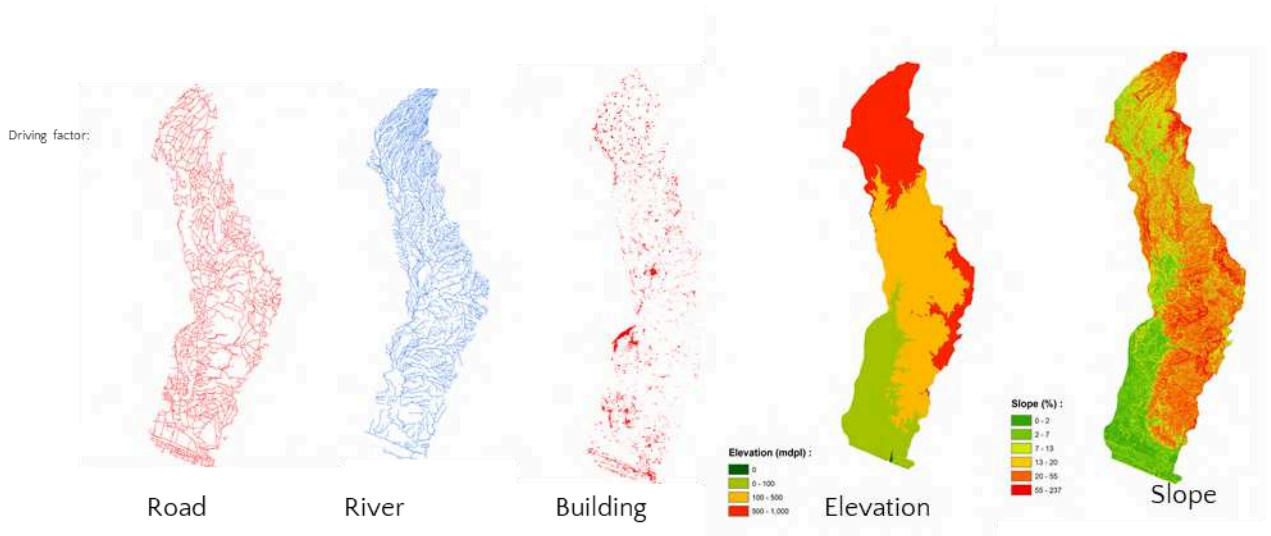 Driving factor:
Elevation (mdpl) :
0
0 - 100
100 - 500
500 - 1,000
Slope (%) :
0 - 2
2 - 7
7 - 13
13 - 20
20 - 55
55 - 237
Road
River
Building
Elevation
Slope